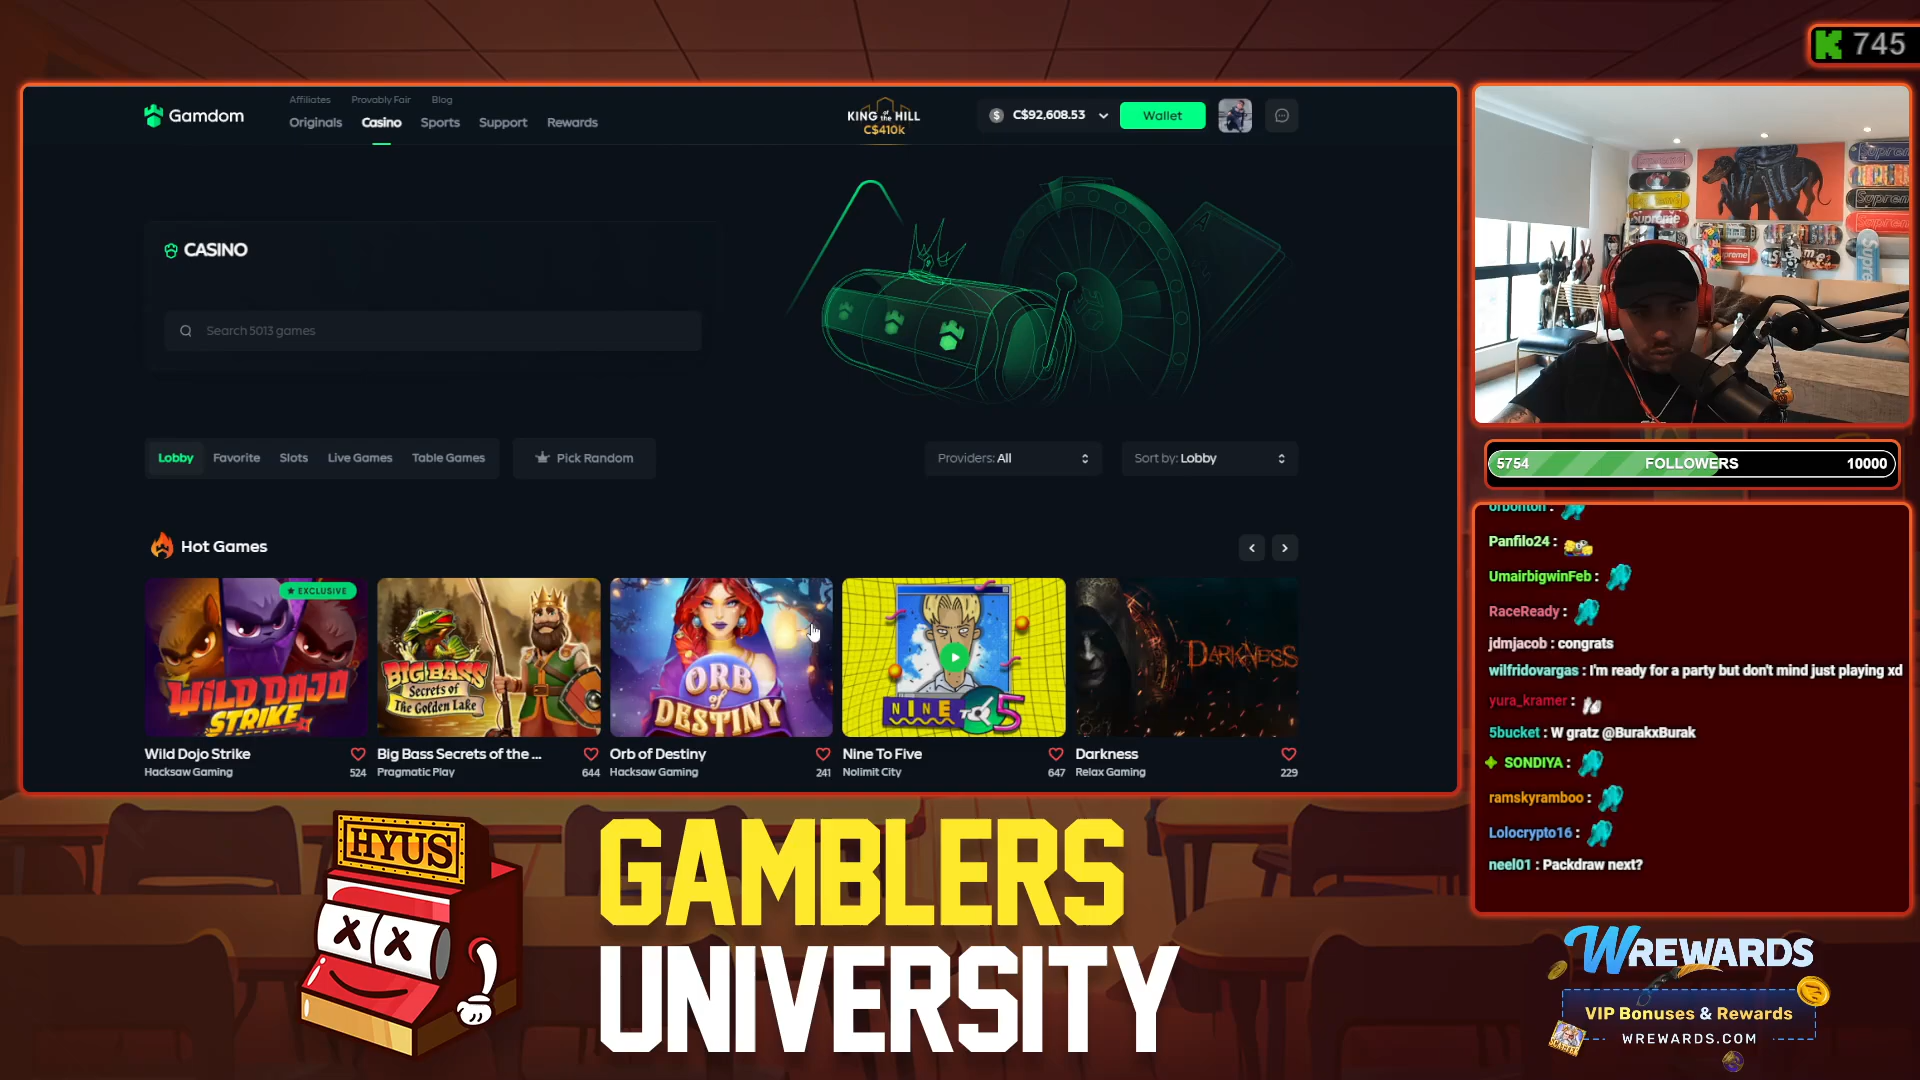 745
Gamdom
Affiliates Provably Fair Blog
Originals Casino Sports Support Rewards
KING of the HILL
C$410k
C$92,608.53
Wallet
CASINO
Search 5013 games
Lobby Favorite Slots Live Games Table Games
Pick Random
Providers: All
Sort by: Lobby
Hot Games
EXCLUSIVE
WILD DOJO STRIKE
BIG BASS
Secrets of The Golden Lake
ORB of DESTINY
NINE TO 5
DARKNESS
Wild Dojo Strike
Hacksaw Gaming
524
Big Bass Secrets of the ...
Pragmatic Play
644
Orb of Destiny
Hacksaw Gaming
241
Nine To Five
Nolimit City
647
Darkness
Relax Gaming
229
Supreme
5754 FOLLOWERS 10000
orbonton :
Panfilo24 :
UmairbigwinFeb :
RaceReady :
jdmjacob : congrats
wilfridovargas : I'm ready for a party but don't mind just playing xd
yura_kramer :
5bucket : W gratz @BurakxBurak
SONDIYA :
ramskyramboo :
Lolocrypto16 :
neel01 : Packdraw next?
HYUS
GAMBLERS
UNIVERSITY
WREWARDS
VIP Bonuses & Rewards
WREWARDS.COM